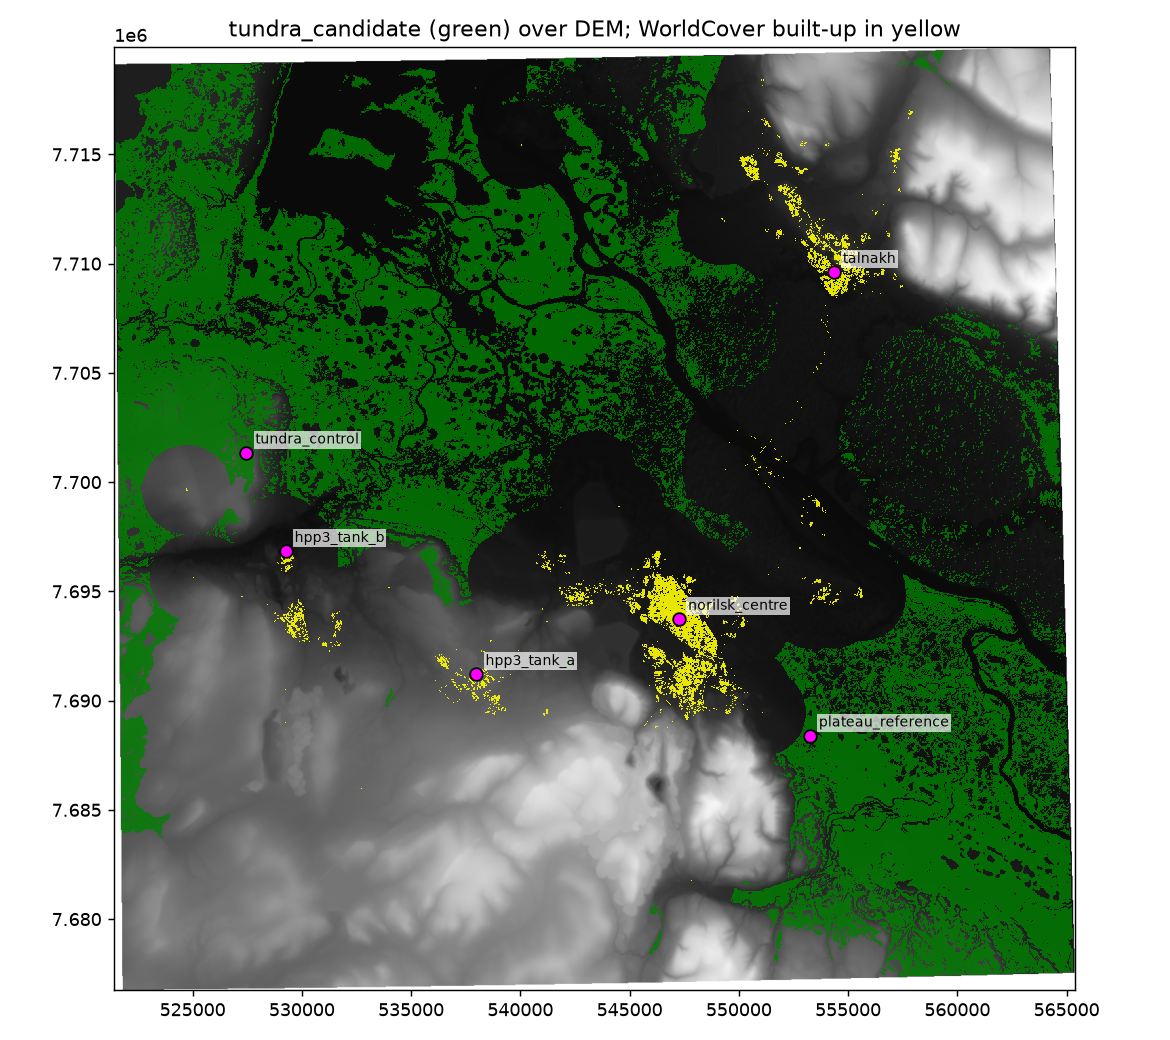 tundra_candidate (green) over DEM; WorldCover built-up in yellow
1e6
7.715
7.710
7.705
7.700
7.695
7.690
7.685
7.680
talnakh
tundra_control
hpp3_tank_b
norilsk_centre
hpp3_tank_a
plateau_reference
525000 530000 535000 540000 545000 550000 555000 560000 565000